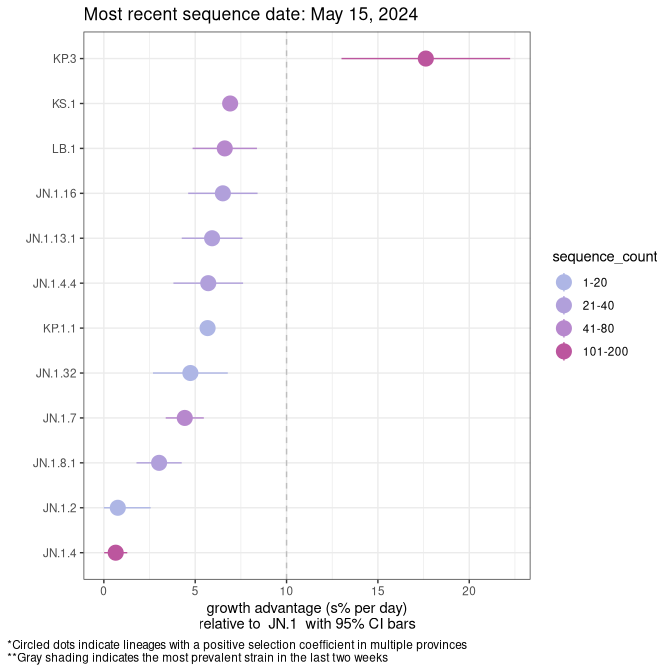 Most recent sequence date: May 15, 2024
KP.3
KS.1
LB.1
JN.1.16
JN.1.13.1
JN.1.4.4
KP.1.1
JN.1.32
JN.1.7
JN.1.8.1
JN.1.2
JN.1.4
0 5 10 15 20
growth advantage (s% per day)
relative to JN.1 with 95% CI bars
sequence_count
1-20
21-40
41-80
101-200
*Circled dots indicate lineages with a positive selection coefficient in multiple provinces
**Gray shading indicates the most prevalent strain in the last two weeks